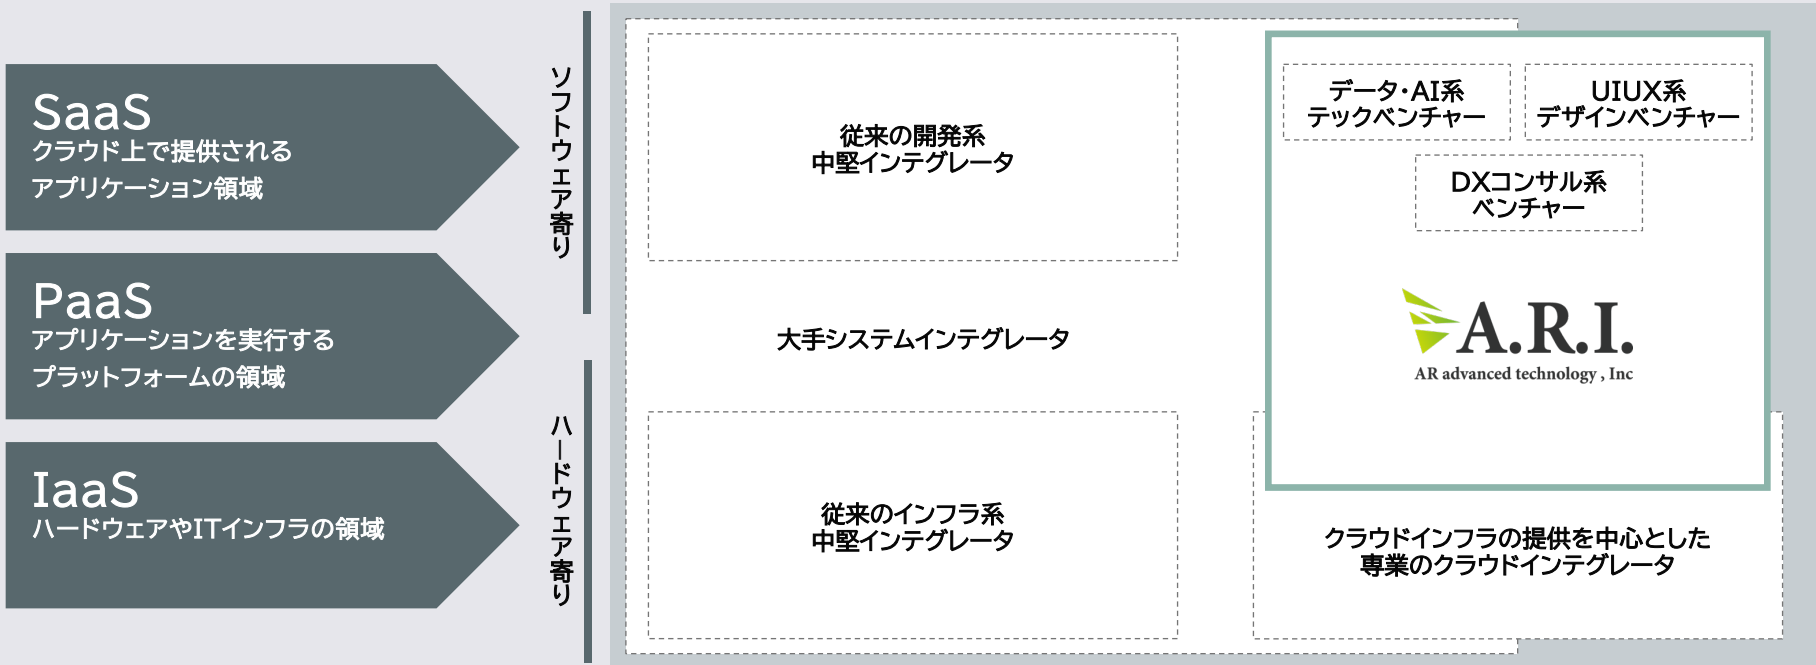 SaaS
クラウド上で提供される
アプリケーション領域
PaaS
アプリケーションを実行する
プラットフォームの領域
IaaS
ハードウェアやITインフラの領域
ソフトウェア寄り
ハードウェア寄り
従来の開発系
中堅インテグレータ
大手システムインテグレータ
従来のインフラ系
中堅インテグレータ
データ・AI系
テックベンチャー
UIUX系
デザインベンチャー
DXコンサル系
ベンチャー
A.R.I.
AR advanced technology , Inc
クラウドインフラの提供を中心とした
専業のクラウドインテグレータ